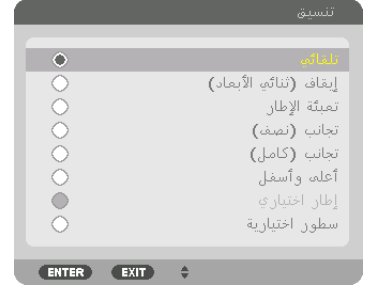 تنسيق
تلقائي
إيقاف (ثنائي الأبعاد)
تعبئة الإطار
تجانب (نصف)
تجانب (كامل)
أعلى وأسفل
إطار اختياري
سطور اختيارية
ENTER EXIT